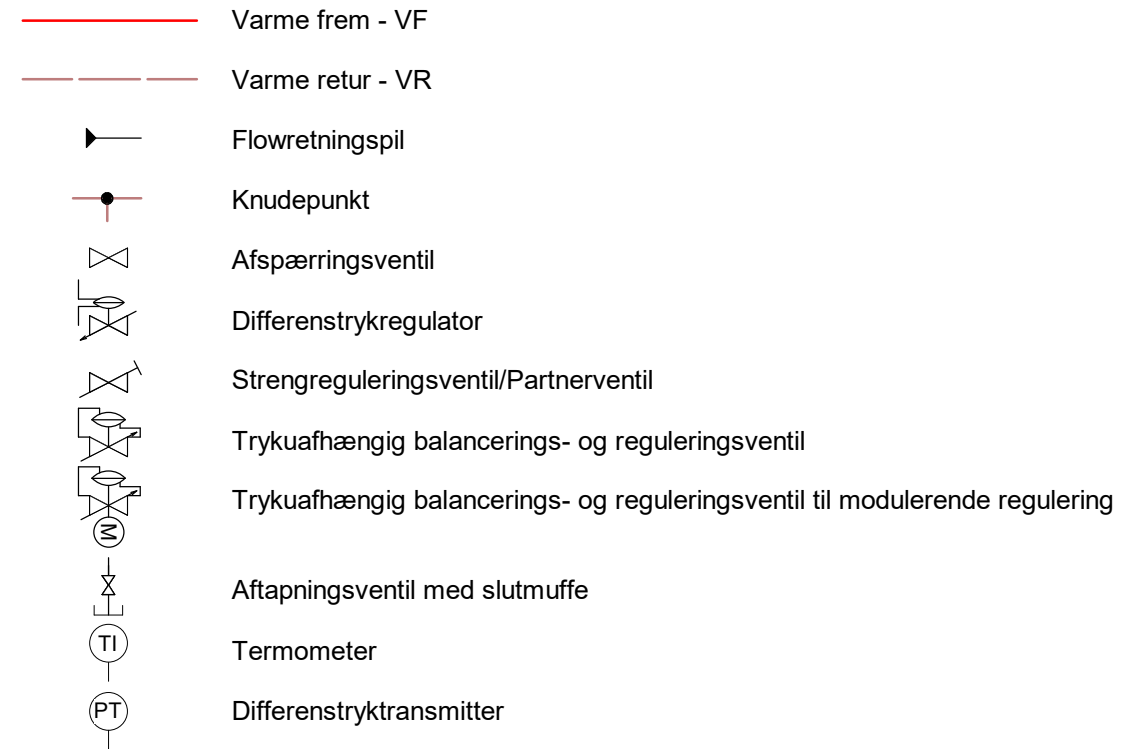 Varme frem - VF
Varme retur - VR
Flowretningspil
Knudepunkt
Afspærringsventil
Differenstrykregulator
Strengreguleringsventil/Partnerventil
Trykuafhængig balancerings- og reguleringsventil
Trykuafhængig balancerings- og reguleringsventil til modulerende regulering
M
Aftapningsventil med slutmuffe
TI Termometer
PT Differenstryktransmitter